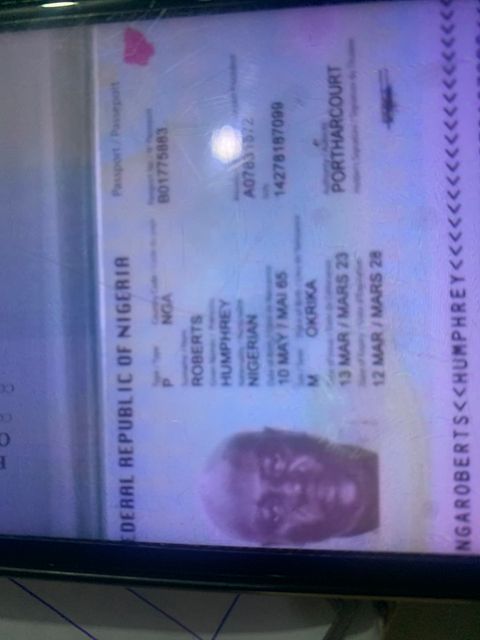 EDERAL REPUBLIC OF NIGERIA
Passport / Passeport
Type / Type
Country Code / Code du pays
Passport No / N° Passeport
P
NGA
B01775883
Surname / Nom
ROBERTS
Given Names / Prénoms
HUMPHREY
Nationality / Nationalité
NIGERIAN
Date of Birth / Date de Naissance
10 MAY / MAI 65
14278187099
Sex / Sexe
Place of Birth / Lieu de Naissance
M
OKRIKA
Date of Issue / Date de Délivrance
Authority / Autorité
13 MAR / MARS 23
PORTHARCOURT
Date of Expiry / Date d'Expiration
Holder's Signature / Signature du Titulaire
12 MAR / MARS 28
NGAROBERTS<<HUMPHREY<<<<<<<<<<<<<<<<<<<